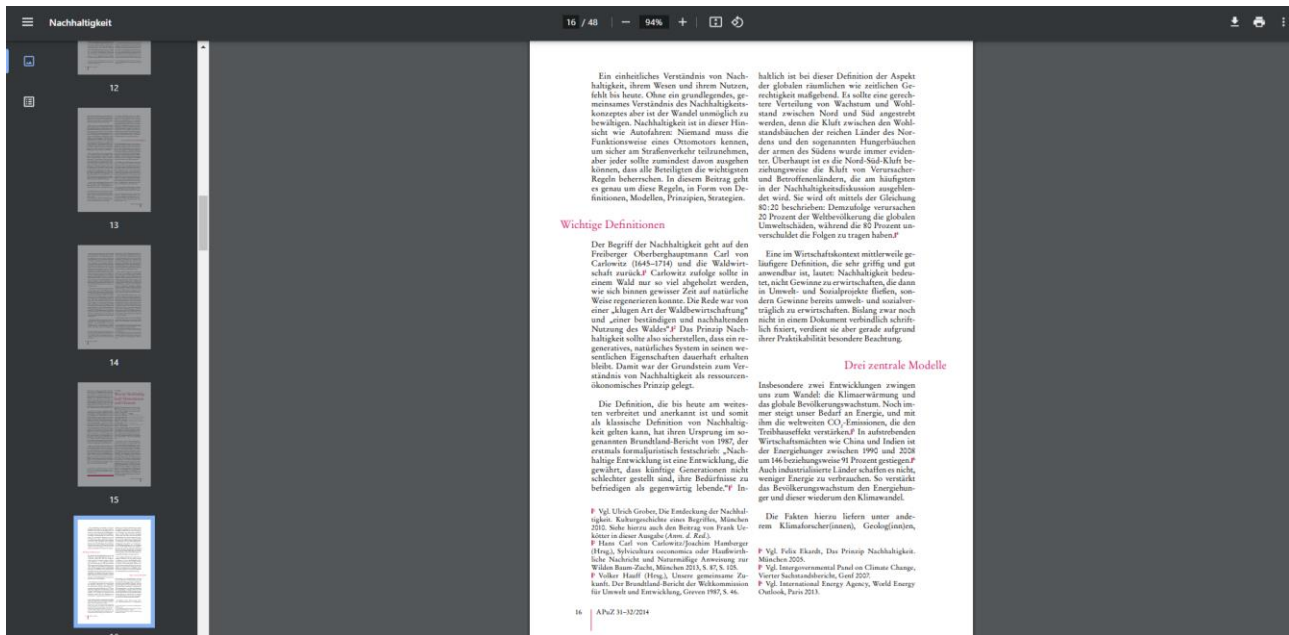 Nachhaltigkeit
16 / 48
94%
12
13
14
15
Ein einheitliches Verständnis von Nach-
haltigkeit, ihrem Wesen und ihrem Nutzen,
fehlt bis heute. Ohne ein grundlegendes, ge-
meinsames Verständnis des Nachhaltigkeits-
konzeptes aber ist der Wandel unmöglich zu
bewältigen. Nachhaltigkeit ist in dieser Hin-
sicht wie Autofahren: Niemand muss die
Funktionsweise eines Ottomotors kennen,
um sicher am Straßenverkehr teilzunehmen,
aber jeder sollte zumindest davon ausgehen
können, dass alle Beteiligten die wichtigsten
Regeln beherrschen. In diesem Beitrag geht
es genau um diese Regeln, in Form von De-
finitionen, Modellen, Prinzipien, Strategien.
Wichtige Definitionen
Der Begriff der Nachhaltigkeit geht auf den
Freiberger Oberberghauptmann Carl von
Carlowitz (1645–1714) und die Waldwirt-
schaft zurück. Carlowitz zufolge sollte in
einem Wald nur so viel abgeholzt werden,
wie sich binnen gewisser Zeit auf natürliche
Weise regenerieren konnte. Die Rede war von
einer „klugen Art der Waldbewirtschaftung“
und „einer beständigen und nachhaltenden
Nutzung des Waldes“. Das Prinzip Nach-
haltigkeit sollte also sicherstellen, dass ein re-
generatives, natürliches System in seinen we-
sentlichen Eigenschaften dauerhaft erhalten
bleibt. Damit war der Grundstein zum Ver-
ständnis von Nachhaltigkeit als ressourcen-
ökonomisches Prinzip gelegt.
Die Definition, die bis heute am weites-
ten verbreitet und anerkannt ist und somit
als klassische Definition von Nachhaltig-
keit gelten kann, hat ihren Ursprung im so-
genannten Brundtland-Bericht von 1987, der
erstmals formaljuristisch festschrieb: „Nach-
haltige Entwicklung ist eine Entwicklung, die
gewährt, dass künftige Generationen nicht
schlechter gestellt sind, ihre Bedürfnisse zu
befriedigen als gegenwärtig lebende.“ In-
Vgl. Ulrich Grober, Die Entdeckung der Nachhal-
tigkeit. Kulturgeschichte eines Begriffes, München
2010. Siehe hierzu auch den Beitrag von Frank Ue-
kötter in dieser Ausgabe (Anm. d. Red.).
Hans Carl von Carlowitz/Joachim Hamberger
(Hrsg.), Sylvicultura oeconomica oder Haußwirth-
liche Nachricht und Naturmäßige Anweisung zur
Wilden Baum-Zucht, München 2013, S. 87, S. 105.
Volker Hauff (Hrsg.), Unsere gemeinsame Zu-
kunft. Der Brundtland-Bericht der Weltkommission
für Umwelt und Entwicklung, Greven 1987, S. 46.
haltlich ist bei dieser Definition der Aspekt
der globalen räumlichen wie zeitlichen Ge-
rechtigkeit maßgebend. Es sollte eine gerech-
tere Verteilung von Wachstum und Wohl-
stand zwischen Nord und Süd angestrebt
werden, denn die Kluft zwischen den Wohl-
standsbäuchen der reichen Länder des Nor-
dens und den sogenannten Hungerbäuchen
der armen des Südens wurde immer eviden-
ter. Überhaupt ist es die Nord-Süd-Kluft be-
ziehungsweise die Kluft von Verursacher-
und Betroffenenländern, die am häufigsten
in der Nachhaltigkeitsdiskussion ausgeblen-
det wird. Sie wird oft mittels der Gleichung
80:20 beschrieben: Demzufolge verursachen
20 Prozent der Weltbevölkerung die globalen
Umweltschäden, während die 80 Prozent un-
verschuldet die Folgen zu tragen haben.
Eine im Wirtschaftskontext mittlerweile ge-
läufigere Definition, die sehr griffig und gut
anwendbar ist, lautet: Nachhaltigkeit bedeu-
tet, nicht Gewinne zu erwirtschaften, die dann
in Umwelt- und Sozialprojekte fließen, son-
dern Gewinne bereits umwelt- und sozialver-
träglich zu erwirtschaften. Bislang zwar noch
nicht in einem Dokument verbindlich schrift-
lich fixiert, verdient sie aber gerade aufgrund
ihrer Praktikabilität besondere Beachtung.
Drei zentrale Modelle
Insbesondere zwei Entwicklungen zwingen
uns zum Wandel: die Klimaerwärmung und
das globale Bevölkerungswachstum. Noch im-
mer steigt unser Bedarf an Energie, und mit
ihm die weltweiten CO₂-Emissionen, die den
Treibhauseffekt verstärken. In aufstrebenden
Wirtschaftsmächten wie China und Indien ist
der Energiehunger zwischen 1990 und 2008
um 146 beziehungsweise 91 Prozent gestiegen.
Auch industrialisierte Länder schaffen es nicht,
weniger Energie zu verbrauchen. So verstärkt
das Bevölkerungswachstum den Energiehun-
ger und dieser wiederum den Klimawandel.
Die Fakten hierzu liefern unter ande-
rem Klimaforscher(innen), Geolog(inn)en,
Vgl. Felix Ekardt, Das Prinzip Nachhaltigkeit.
München 2005.
Vgl. Intergovernmental Panel on Climate Change,
Vierter Sachstandsbericht, Genf 2007.
Vgl. International Energy Agency, World Energy
Outlook, Paris 2013.
16 APuZ 31–32/2014